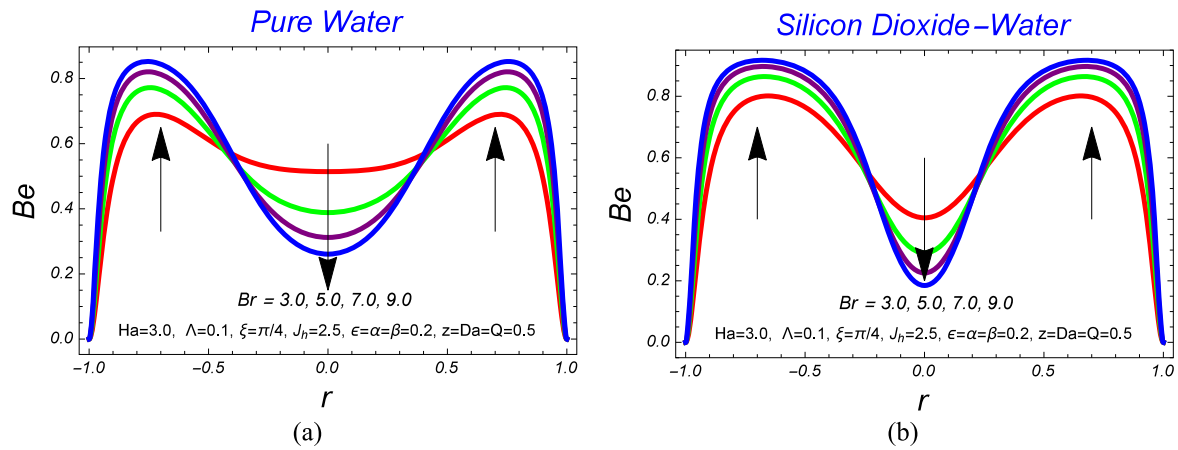 Pure Water
Be
0.8
0.6
0.4
0.2
0.0
Br = 3.0, 5.0, 7.0, 9.0
Ha=3.0, Λ=0.1, ξ=π/4, Jh=2.5, ϵ=α=β=0.2, z=Da=Q=0.5
−1.0 −0.5 0.0 0.5 1.0
r
(a)
Silicon Dioxide−Water
Be
0.8
0.6
0.4
0.2
0.0
Br = 3.0, 5.0, 7.0, 9.0
Ha=3.0, Λ=0.1, ξ=π/4, Jh=2.5, ϵ=α=β=0.2, z=Da=Q=0.5
−1.0 −0.5 0.0 0.5 1.0
r
(b)